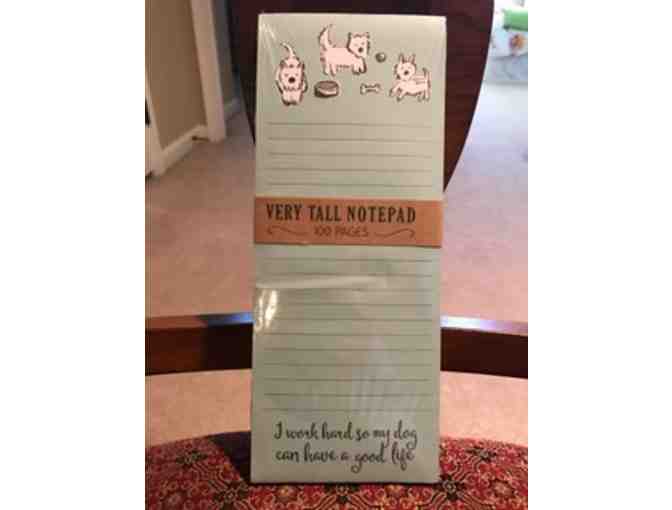 VERY TALL NOTEPAD
100 PAGES
I work hard so my dog
can have a good life